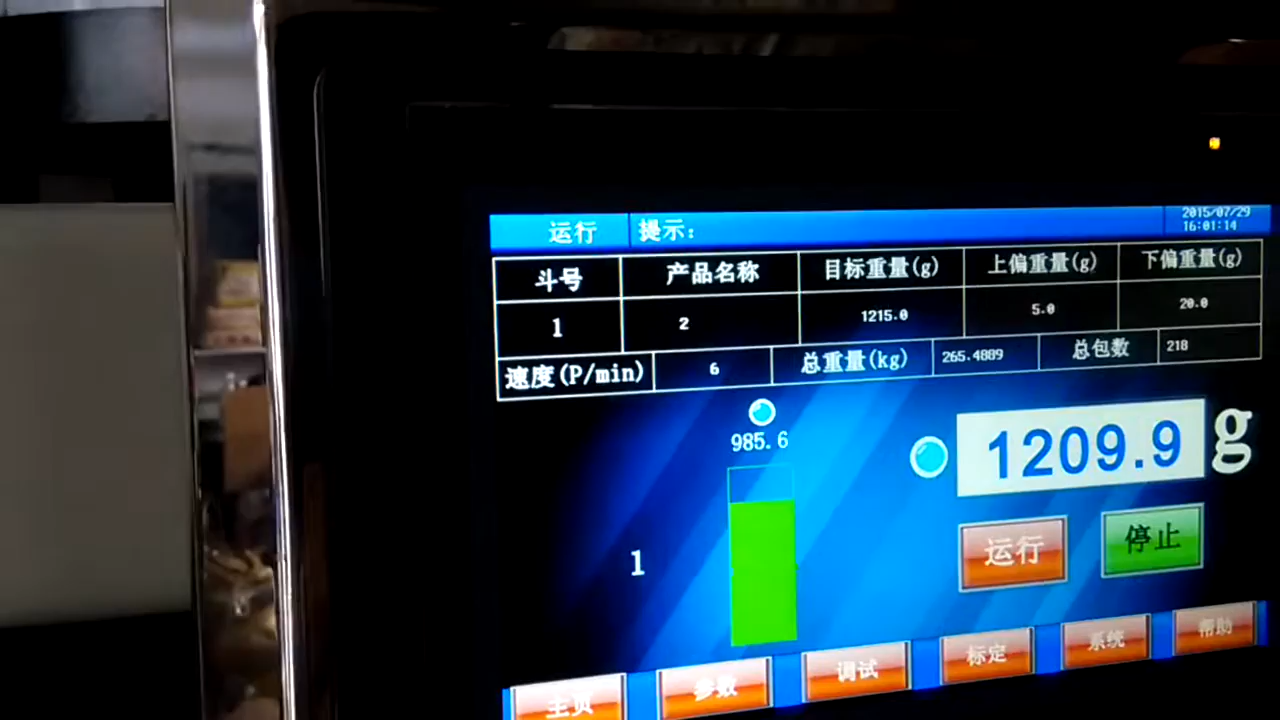 运行 提示： 2015/07/29
16:01:14
斗号 产品名称 目标重量(g) 上偏重量(g) 下偏重量(g)
1 2 1215.0 5.0 20.0
速度(P/min) 6 总重量(kg) 265.4889 总包数 218
985.6
1209.9 g
1
运行 停止
主页 参数 调试 标定 系统 帮助